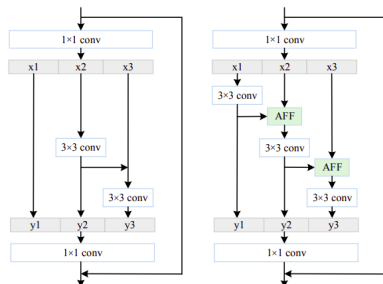 1×1 conv
x1 x2 x3
3×3 conv
3×3 conv
y1 y2 y3
1×1 conv
1×1 conv
x1 x2 x3
3×3 conv
AFF
3×3 conv
AFF
3×3 conv
y1 y2 y3
1×1 conv